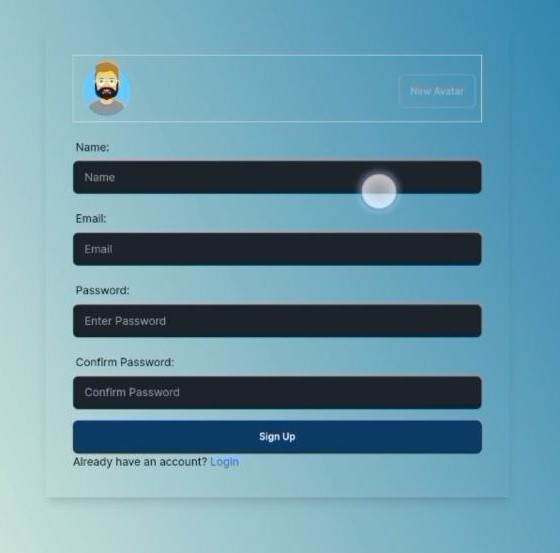 New Avatar
Name:
Name
Email:
Email
Password:
Enter Password
Confirm Password:
Confirm Password
Sign Up
Already have an account? Login